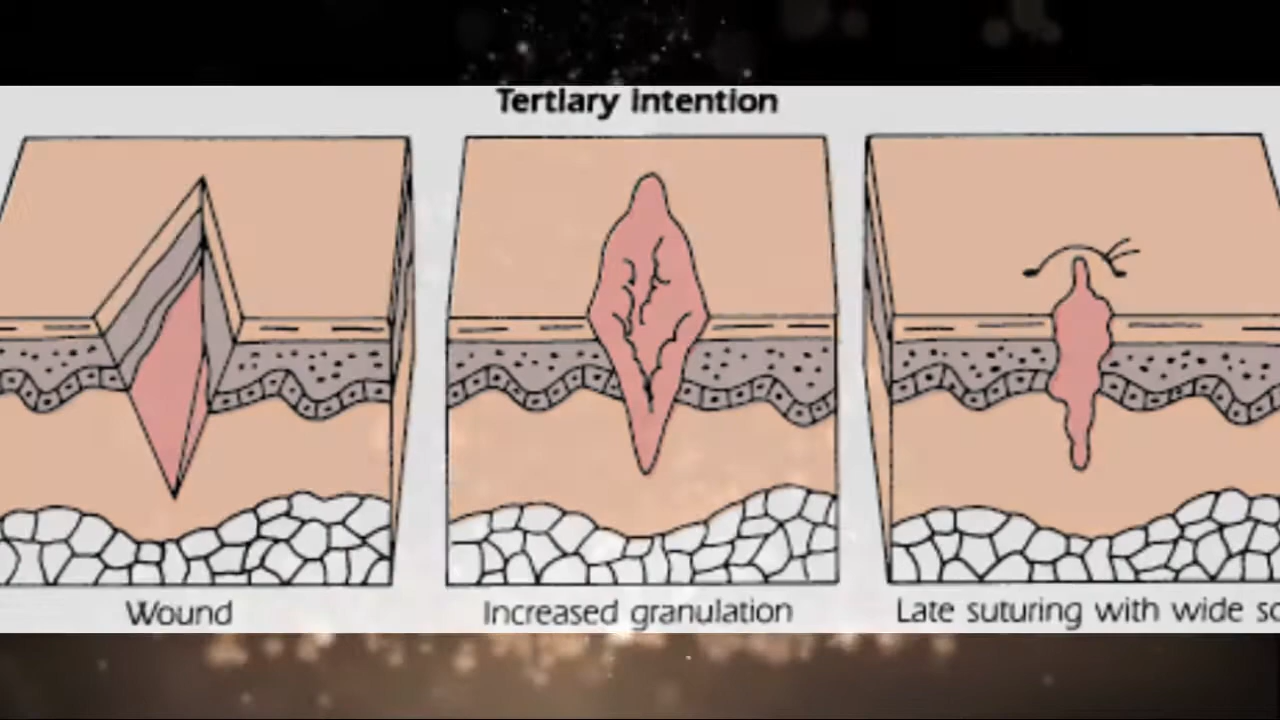 Tertiary Intention
Wound
Increased granulation
Late suturing with wide